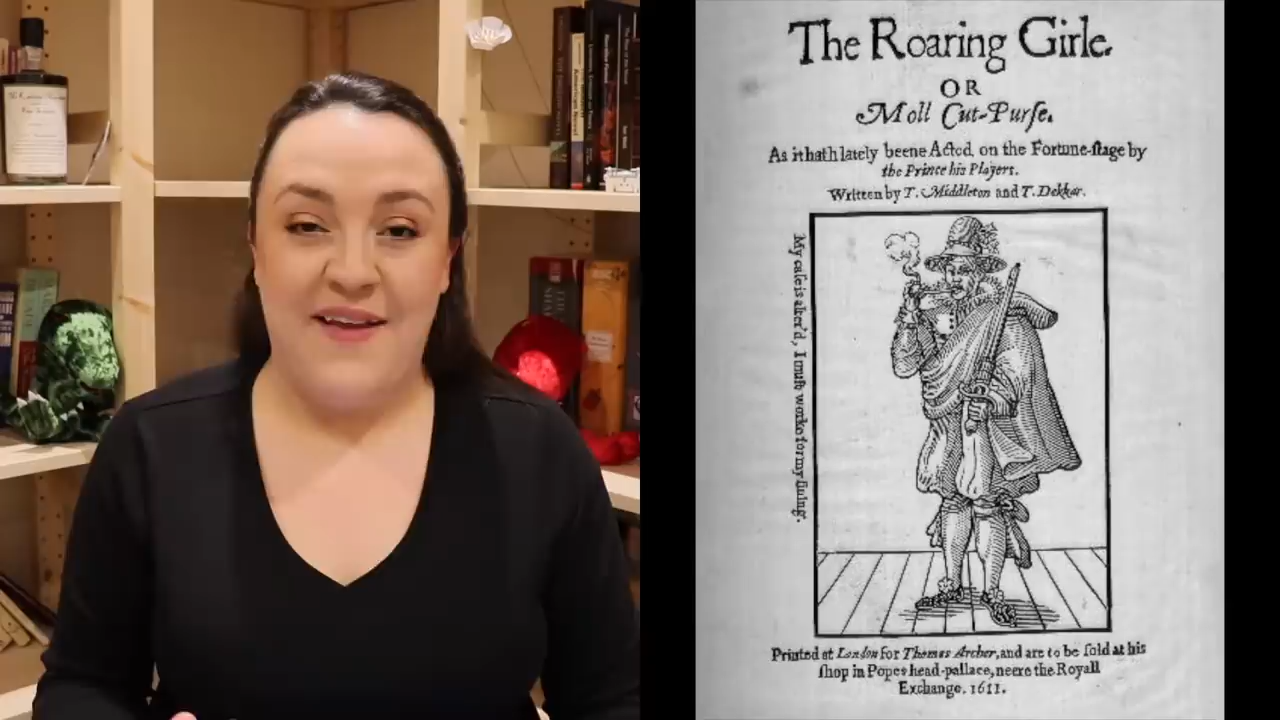 The Roaring Girle.
OR
Moll Cut-Purſe.
As it hath lately beene Acted on the Fortune-ſtage by
the Prince his Players.
Written by T. Middleton and T. Dekkar.
My caſe is alter'd, I muſt worke for my liuing.
Printed at London for Thomas Archer, and are to be ſold at his
ſhop in Popes head-pallace, neere the Royall
Exchange. 1611.